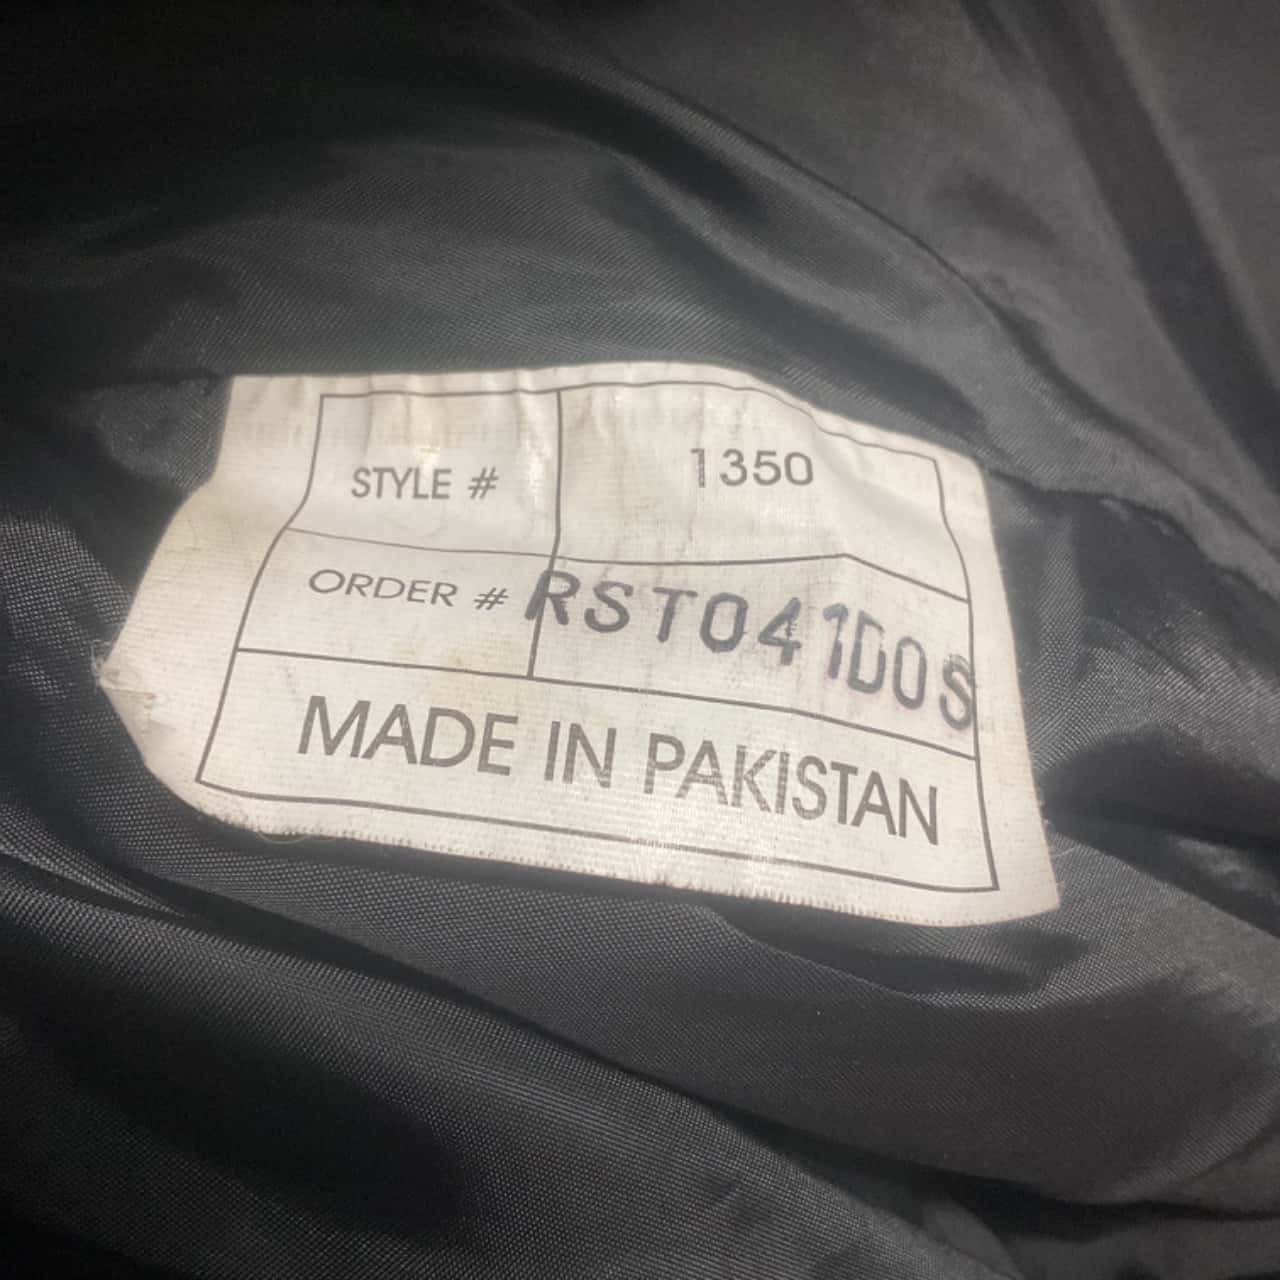 STYLE # 1350
ORDER # RST041D0S
MADE IN PAKISTAN